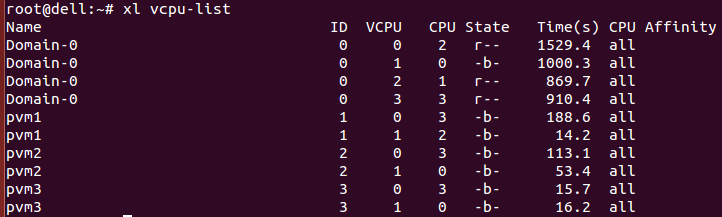 root@dell:~# xl vcpu-list
Name ID VCPU CPU State Time(s) CPU Affinity
Domain-0 0 0 2 r-- 1529.4 all
Domain-0 0 1 0 -b- 1000.3 all
Domain-0 0 2 1 r-- 869.7 all
Domain-0 0 3 3 r-- 910.4 all
pvm1 1 0 3 -b- 188.6 all
pvm1 1 1 2 -b- 14.2 all
pvm2 2 0 3 -b- 113.1 all
pvm2 2 1 0 -b- 53.4 all
pvm3 3 0 3 -b- 15.7 all
pvm3 3 1 0 -b- 16.2 all